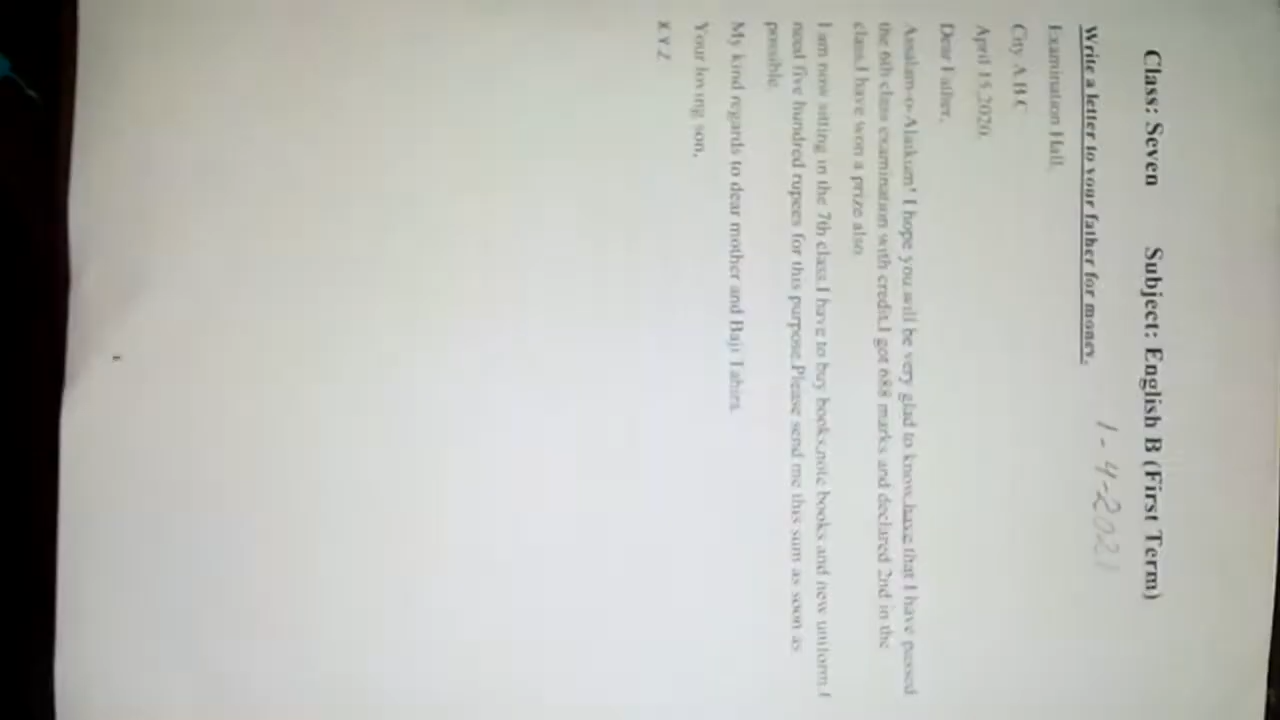 Class: Seven Subject: English B (First Term)
1-4-2021
Write a letter to your father for money.
Examination Hall,
City A B C
April 15,2020.
Dear Father,
Assalam-o-Alaikum! I hope you will be very glad to know,have that I have passed
the 6th class examination with credit.I got 688 marks and declared 2nd in the
class.I have won a prize also.
I am now sitting in the 7th class.I have to buy books,note books and new uniform.I
need five hundred rupees for this purpose.Please send me this sum as soon as
possible.
My kind regards to dear mother and Baji Tahira.
Your loving son,
X Y Z